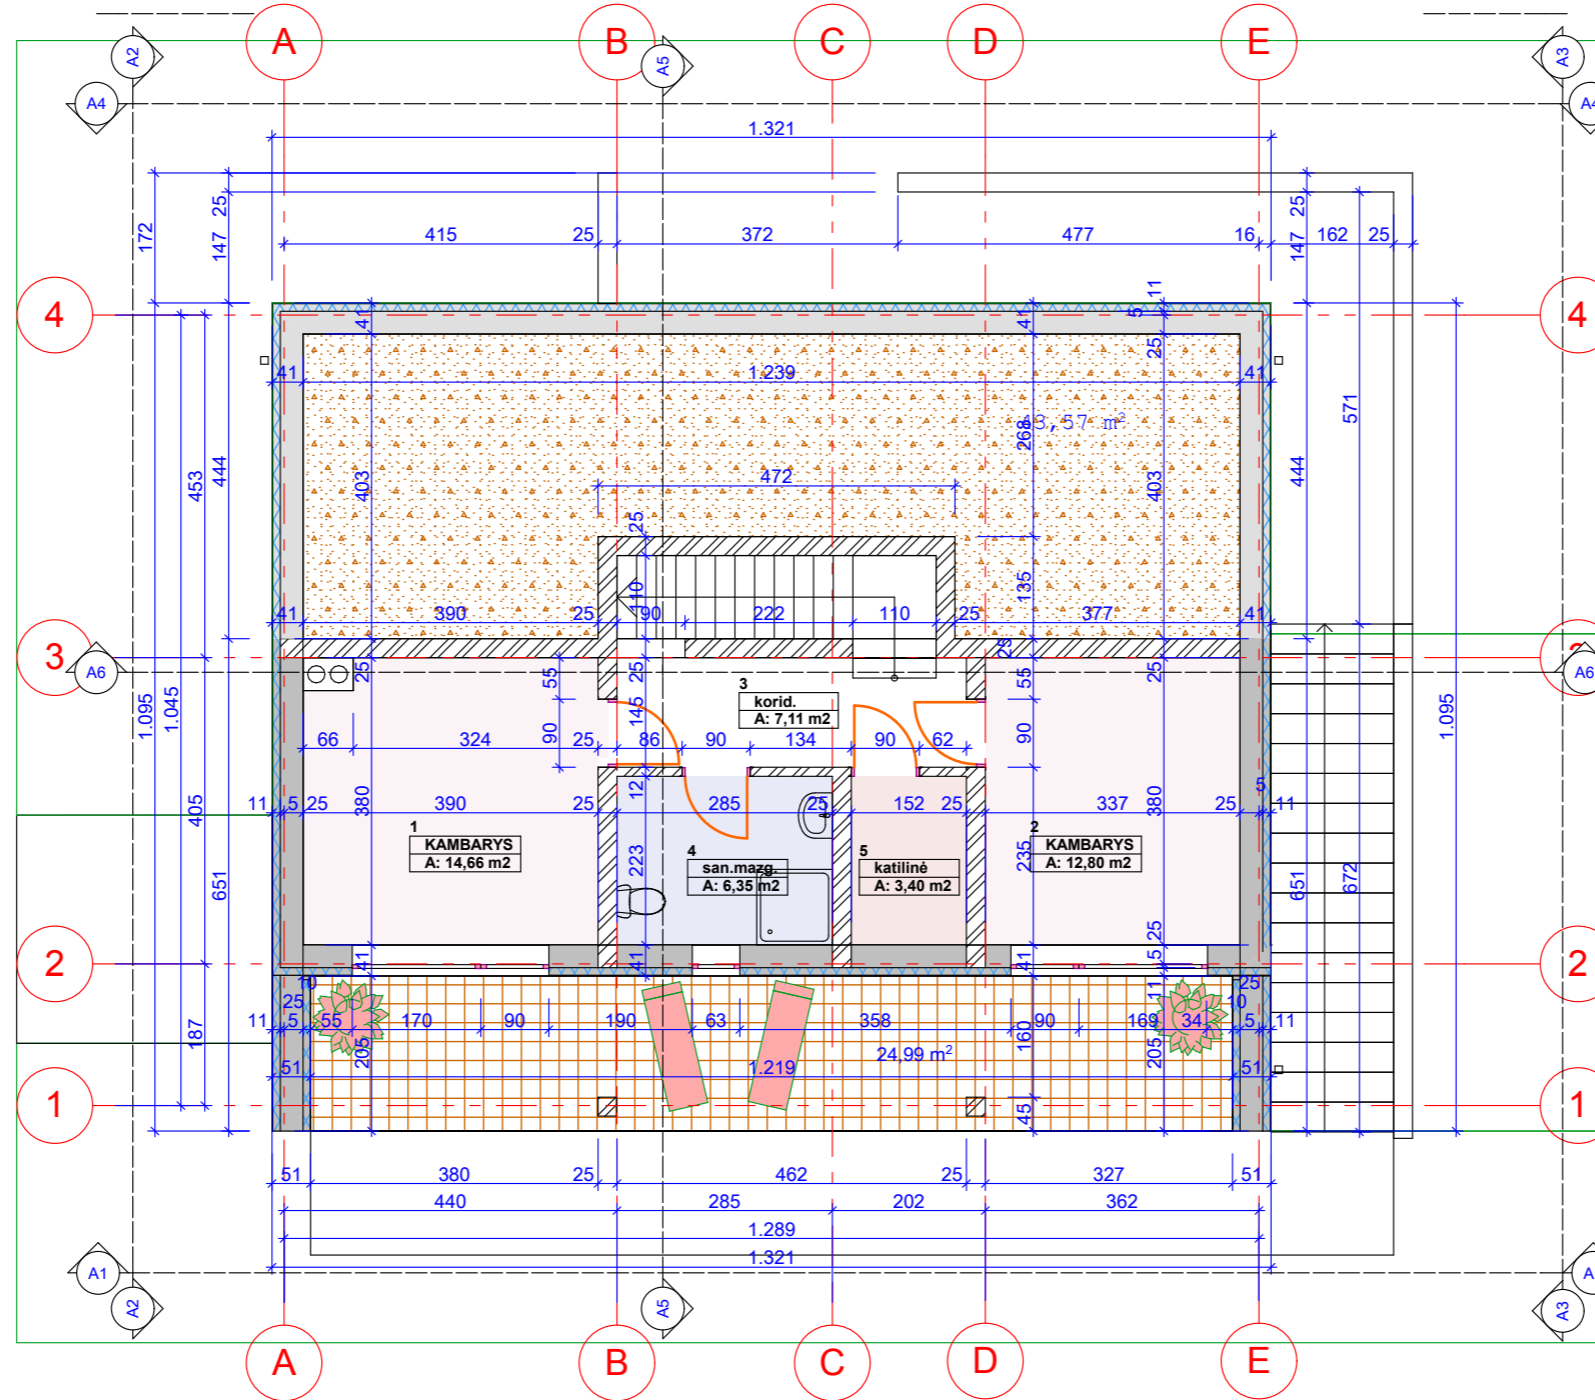 A B C D E
A2 A5 A3
A4 A4
1.321
25 25
172 147 415 25 372 477 16 147 162 25
4 11 4
41 41 5
25
41 1.239 41
43,57 m²
268 571
453 444 403 472 403 444
25
110 135
41 390 25 90 222 110 25 377 41
3
25 25 25 25
A6 55 55 A6
3
korid.
A: 7,11 m2
1.095 1.045 145 1.095
66 324 25 86 90 134 90 62
90 90
12 5
11 5 25 380 390 25 285 25 152 25 337 380 25 11
405
1
KAMBARYS
A: 14,66 m2
4
san.mazg.
A: 6,35 m2
5
katilinė
A: 3,40 m2
2
KAMBARYS
A: 12,80 m2
223 235
651 651 672
25
2 41 41 41 5 2
10 11 25
25 10
11 5 55 170 90 190 63 358 90 169 34 5 11
187 205 160 205
24,99 m²
51 1.219 51
1 45 1
51 380 25 462 25 327 51
440 285 202 362
1.289
1.321
A1 A
A2 A5 A3
A B C D E